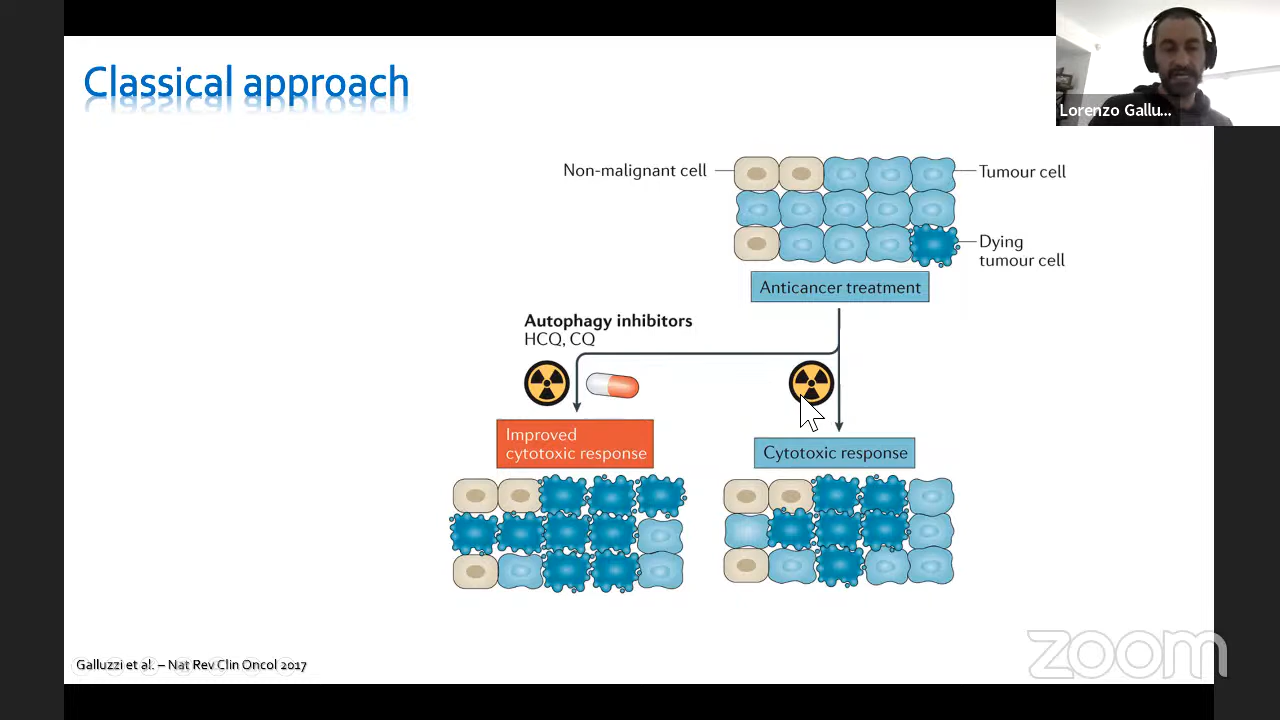 Classical approach
Lorenzo Gallu...
Non-malignant cell
Tumour cell
Dying
tumour cell
Anticancer treatment
Autophagy inhibitors
HCQ, CQ
Improved
cytotoxic response
Cytotoxic response
Galluzzi et al. – Nat Rev Clin Oncol 2017
zoom